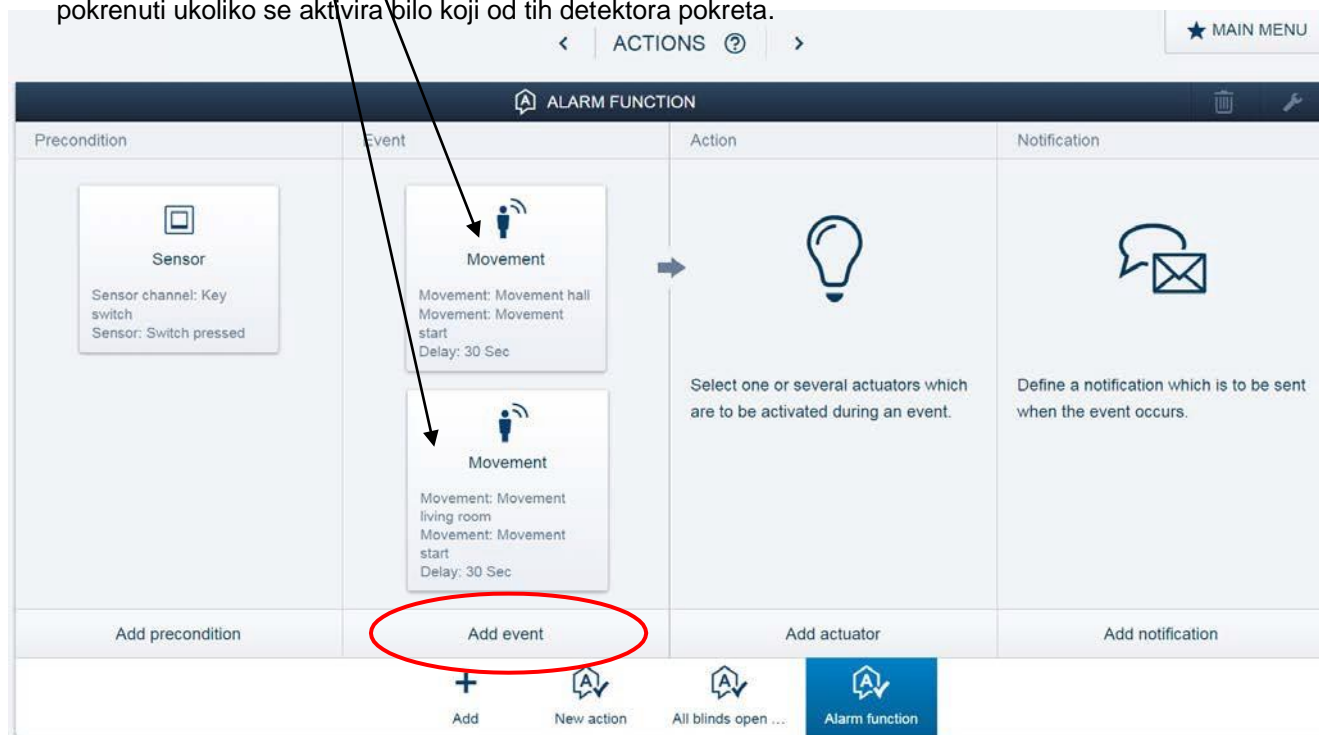 pokrenuti ukoliko se aktivira bilo koji od tih detektora pokreta.
< ACTIONS ? >
★ MAIN MENU
A ALARM FUNCTION
Precondition
Event
Action
Notification
Sensor
Sensor channel: Key
switch
Sensor: Switch pressed
Movement
Movement: Movement hall
Movement: Movement
start
Delay: 30 Sec
Movement
Movement: Movement
living room
Movement: Movement
start
Delay: 30 Sec
Select one or several actuators which
are to be activated during an event.
Define a notification which is to be sent
when the event occurs.
Add precondition
Add event
Add actuator
Add notification
+ A A A
Add
New action
All blinds open ...
Alarm function